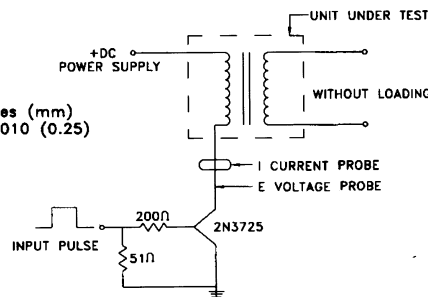 UNIT UNDER TEST
+DC
POWER SUPPLY
WITHOUT LOADING
es (mm)
010 (0.25)
I CURRENT PROBE
E VOLTAGE PROBE
200Ω
2N3725
INPUT PULSE
51Ω